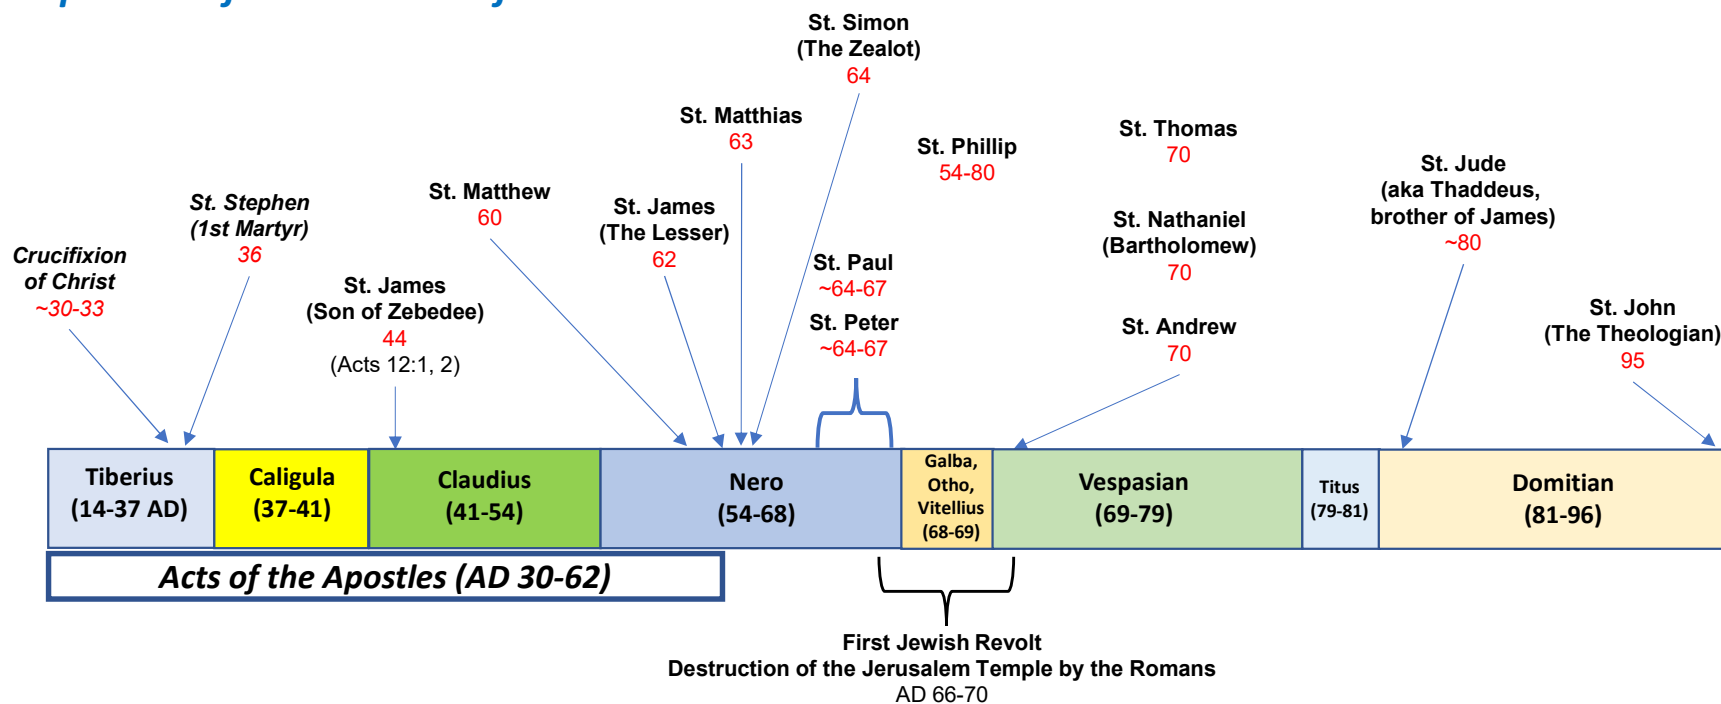 St. Simon
(The Zealot)
64
St. Matthias
63
St. Phillip
54-80
St. Thomas
70
St. Jude
(aka Thaddeus,
brother of James)
~80
St. Matthew
60
St. James
(The Lesser)
62
St. Stephen
(1st Martyr)
36
St. Nathaniel
(Bartholomew)
70
Crucifixion
of Christ
~30-33
St. James
(Son of Zebedee)
44
(Acts 12:1, 2)
St. Paul
~64-67
St. Peter
~64-67
St. Andrew
70
St. John
(The Theologian)
95
Tiberius
(14-37 AD)
Caligula
(37-41)
Claudius
(41-54)
Nero
(54-68)
Galba,
Otho,
Vitellius
(68-69)
Vespasian
(69-79)
Titus
(79-81)
Domitian
(81-96)
Acts of the Apostles (AD 30-62)
First Jewish Revolt
Destruction of the Jerusalem Temple by the Romans
AD 66-70